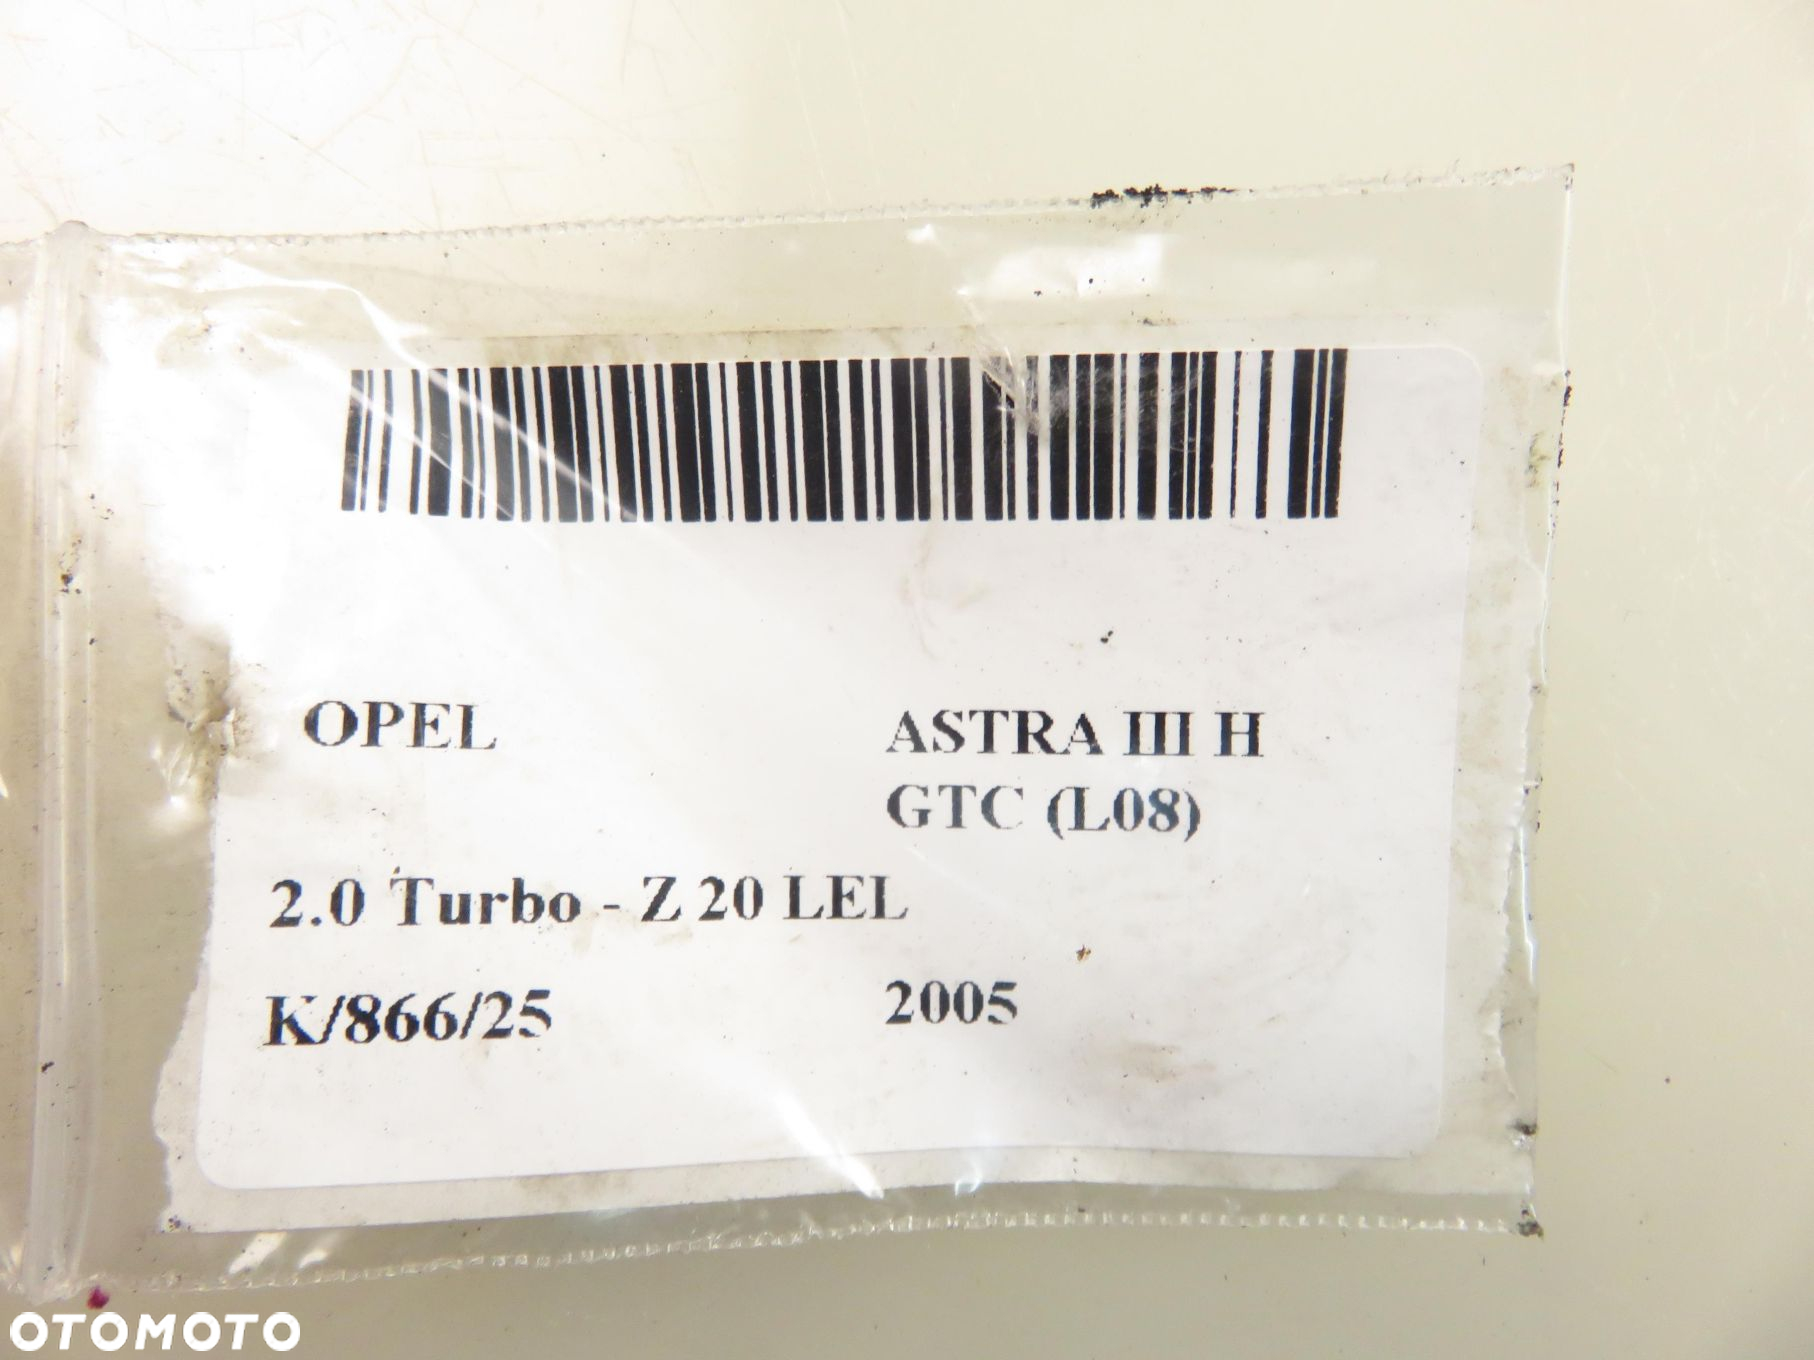 OPEL
ASTRA III H
GTC (L08)
2.0 Turbo - Z 20 LEL
K/866/25
2005
OTOMOTO